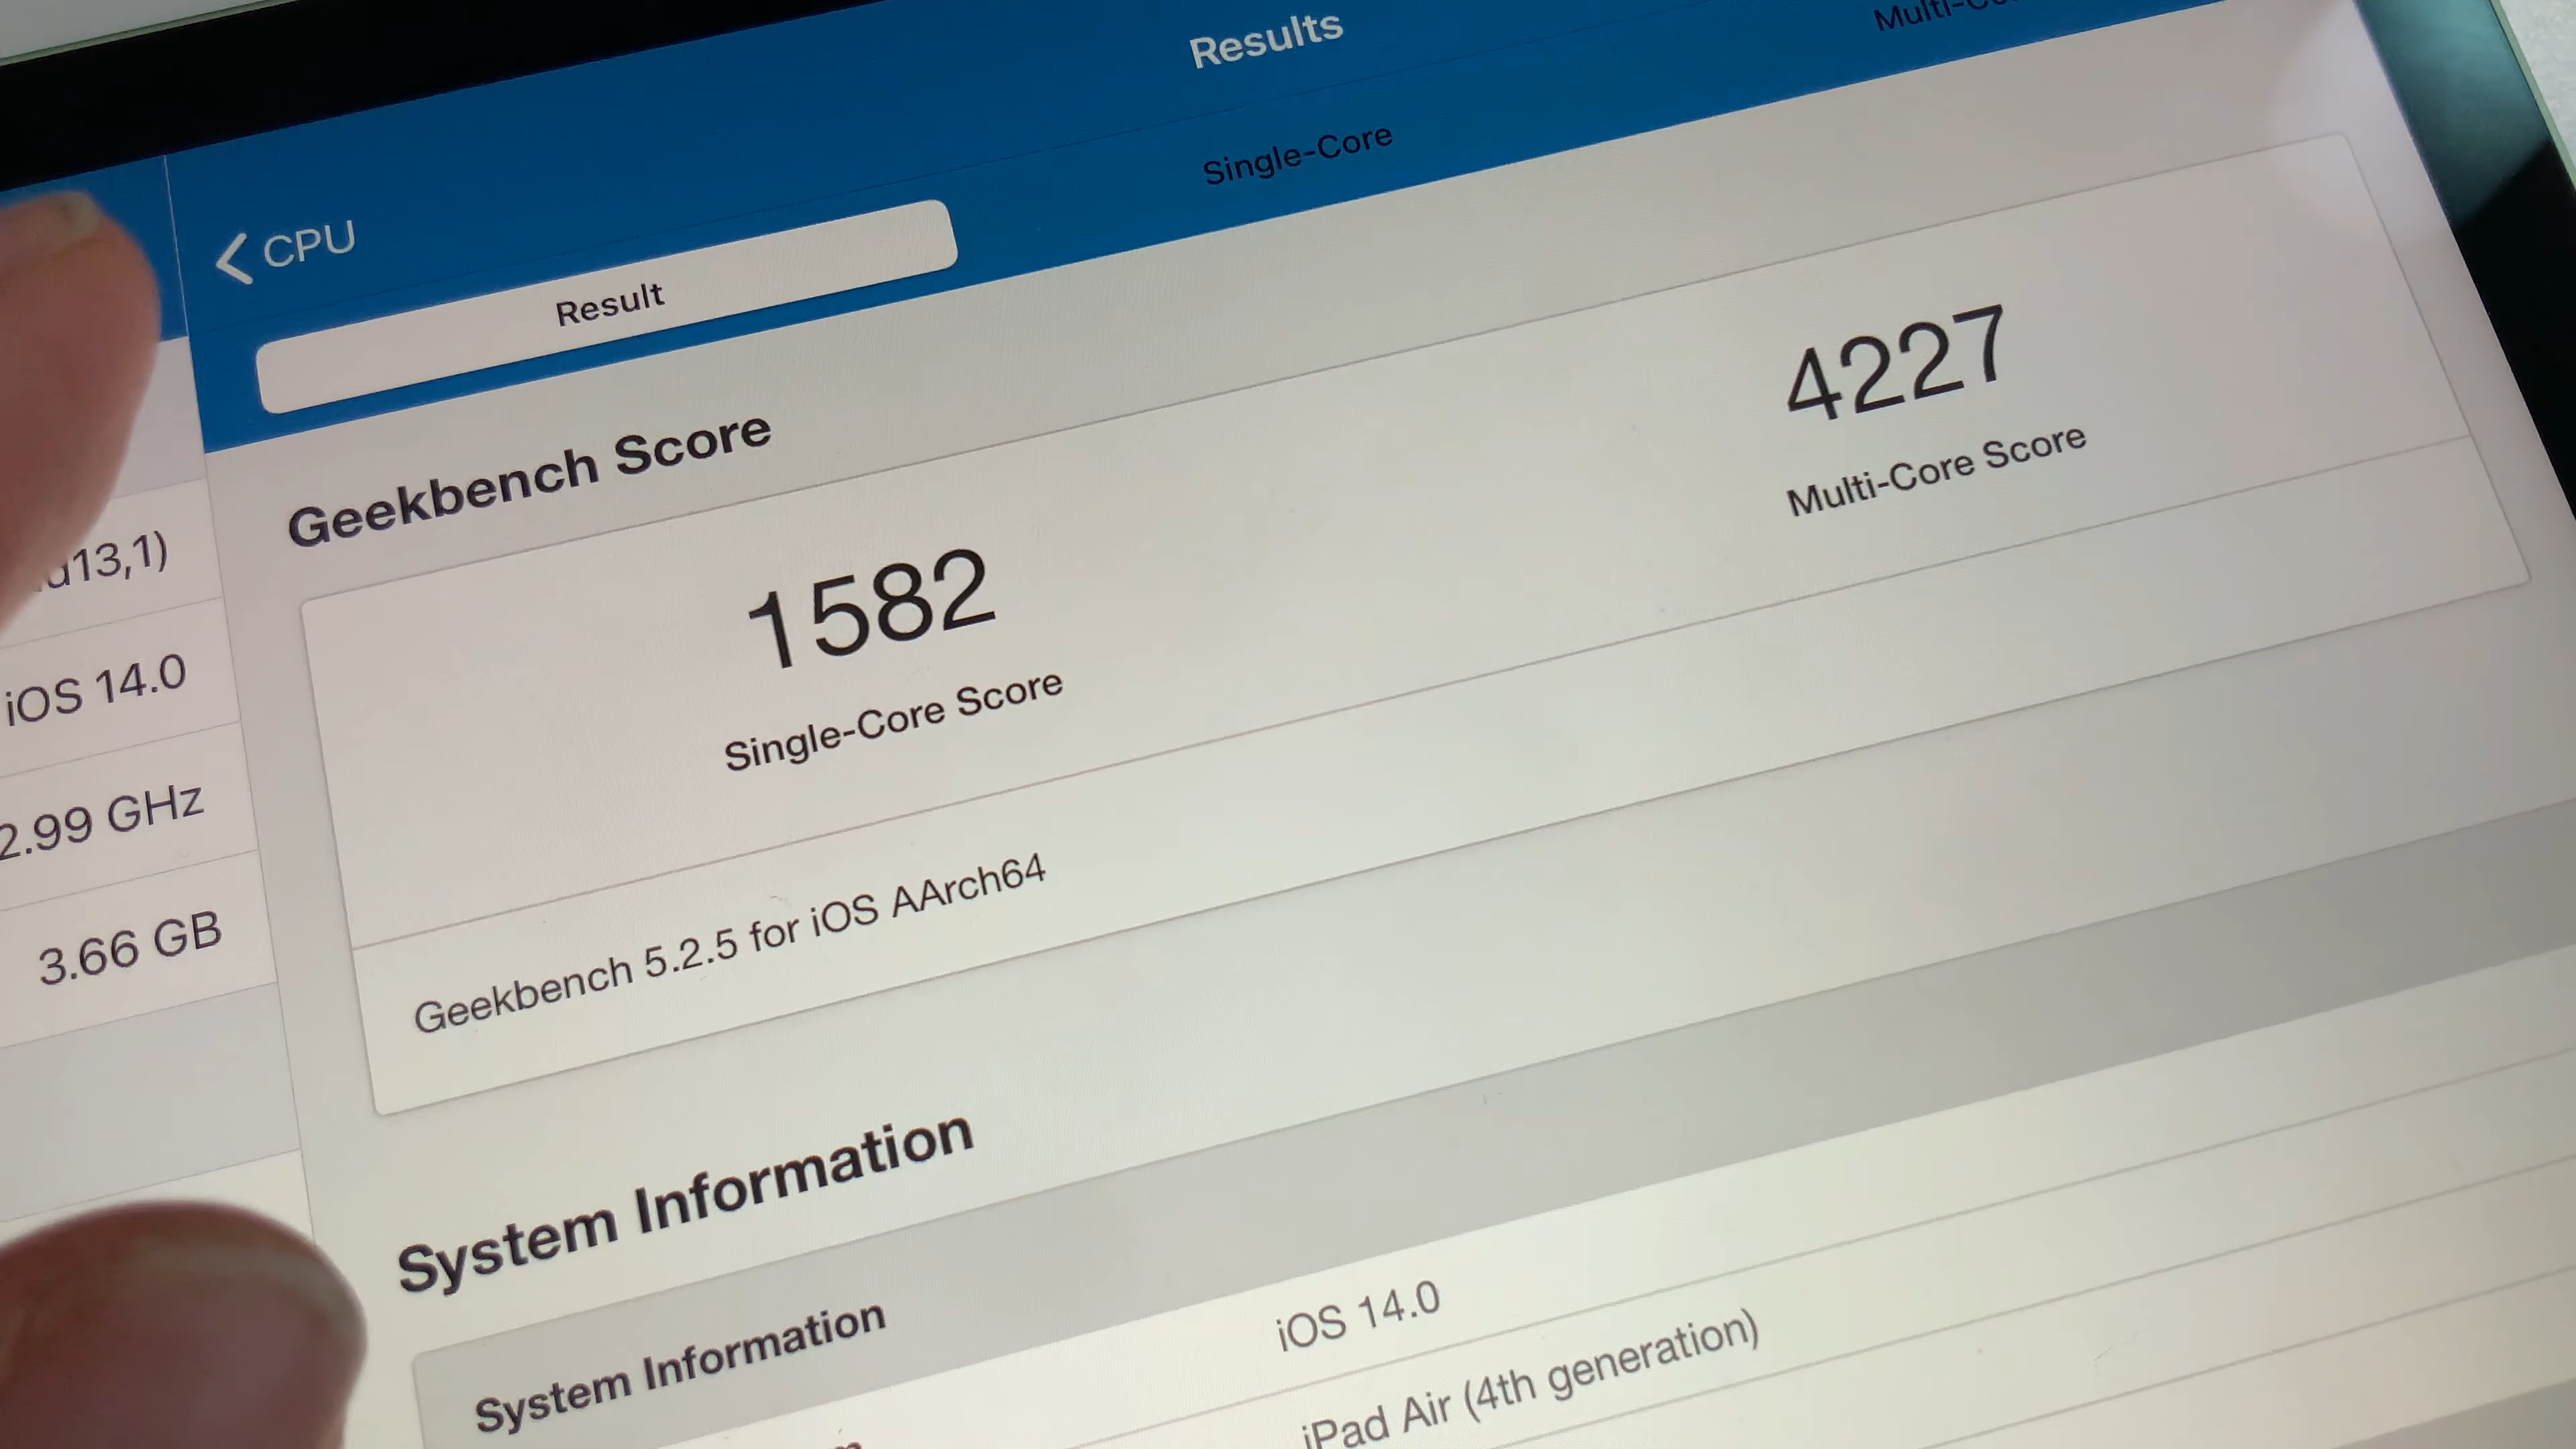 Results
CPU
Result
Single-Core
Geekbench Score
1582
Single-Core Score
4227
Multi-Core Score
Geekbench 5.2.5 for iOS AArch64
System Information
System Information
iOS 14.0
iPad Air (4th generation)
13,1)
iOS 14.0
2.99 GHz
3.66 GB